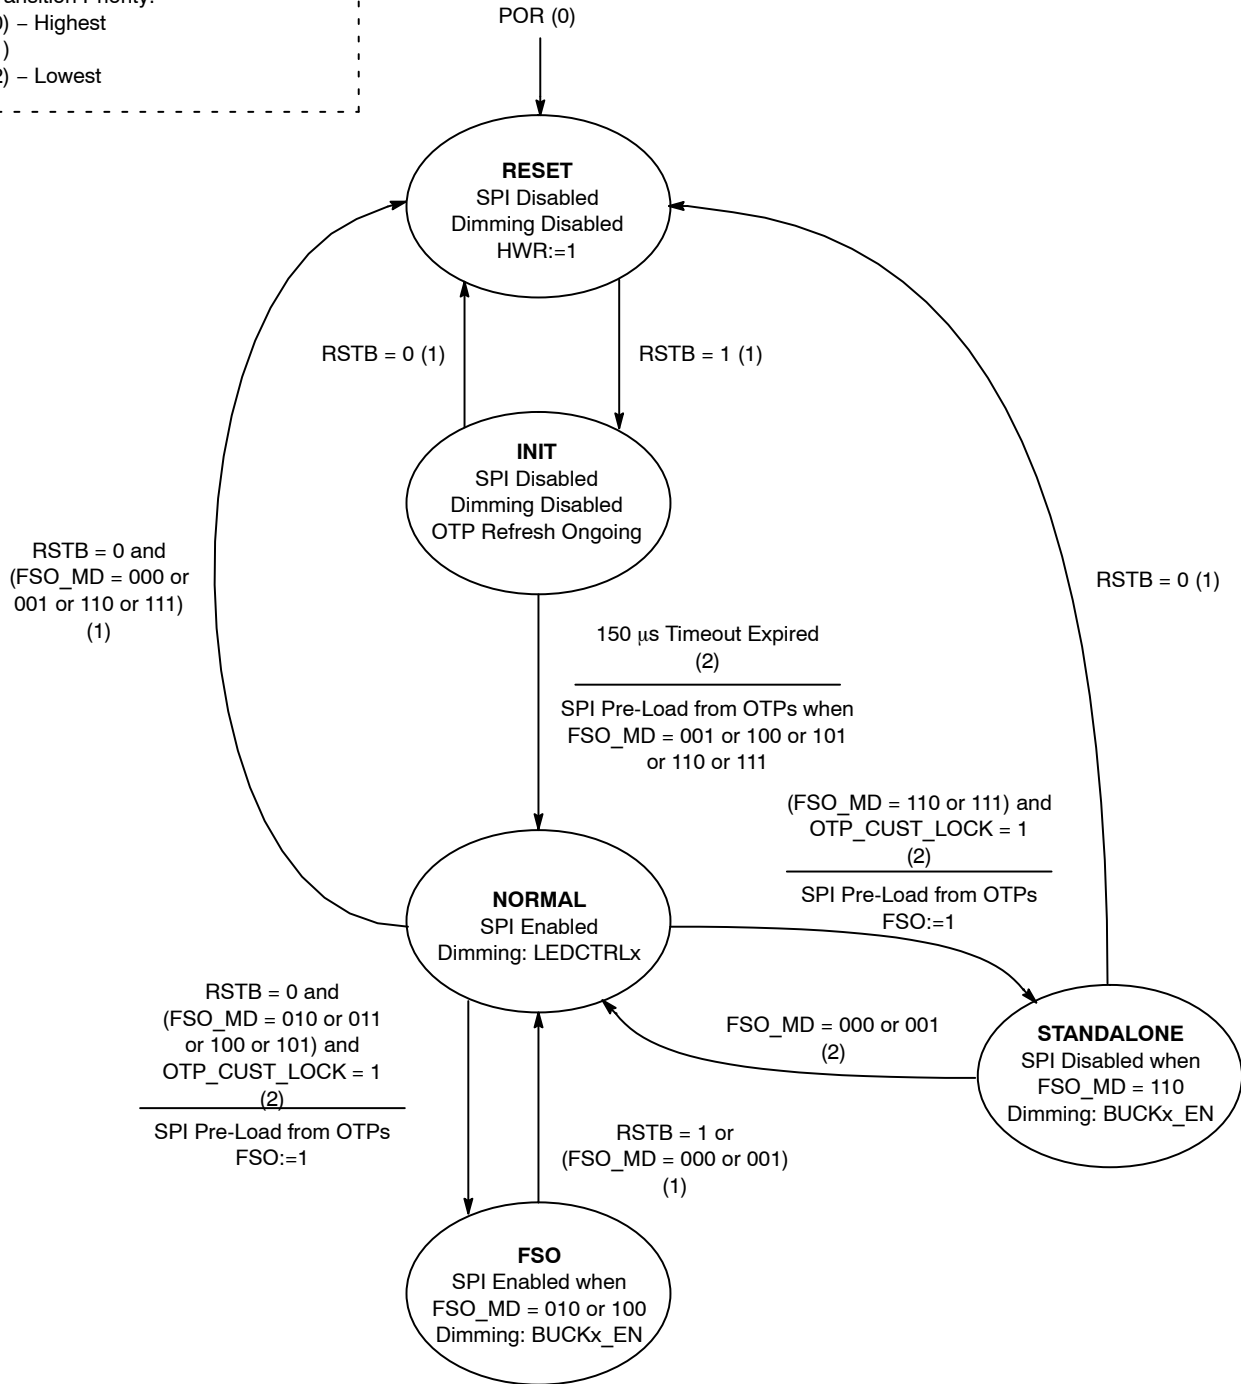 – Highest
– Lowest
POR (0)
RESET
SPI Disabled
Dimming Disabled
HWR:=1
RSTB = 0 (1)
RSTB = 1 (1)
INIT
SPI Disabled
Dimming Disabled
OTP Refresh Ongoing
RSTB = 0 and
(FSO_MD = 000 or
001 or 110 or 111)
(1)
RSTB = 0 (1)
150 μs Timeout Expired
(2)
SPI Pre-Load from OTPs when
FSO_MD = 001 or 100 or 101
or 110 or 111
(FSO_MD = 110 or 111) and
OTP_CUST_LOCK = 1
(2)
SPI Pre-Load from OTPs
FSO:=1
NORMAL
SPI Enabled
Dimming: LEDCTRLx
RSTB = 0 and
(FSO_MD = 010 or 011
or 100 or 101) and
OTP_CUST_LOCK = 1
(2)
SPI Pre-Load from OTPs
FSO:=1
FSO_MD = 000 or 001
(2)
STANDALONE
SPI Disabled when
FSO_MD = 110
Dimming: BUCKx_EN
RSTB = 1 or
(FSO_MD = 000 or 001)
(1)
FSO
SPI Enabled when
FSO_MD = 010 or 100
Dimming: BUCKx_EN